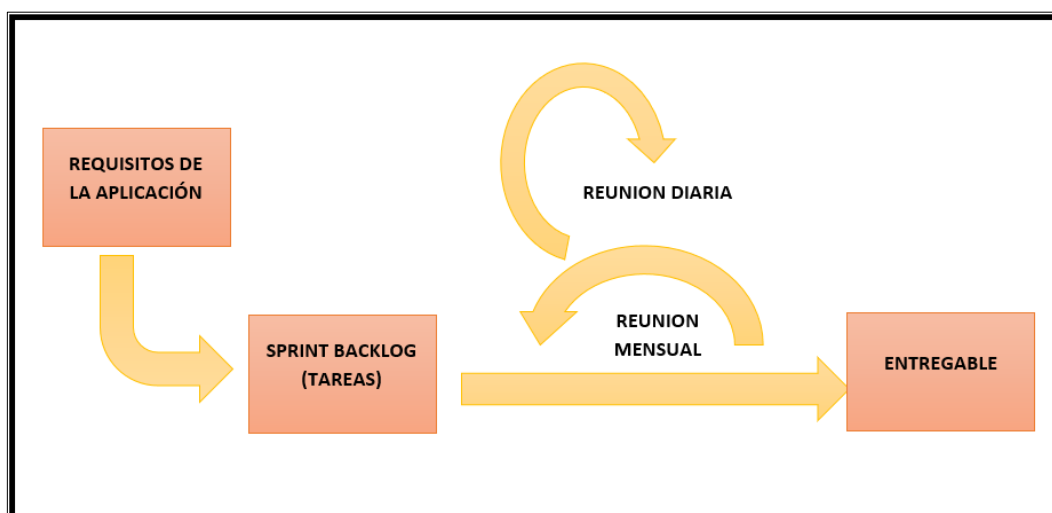 REQUISITOS DE
LA APLICACIÓN
REUNION DIARIA
SPRINT BACKLOG
(TAREAS)
REUNION
MENSUAL
ENTREGABLE